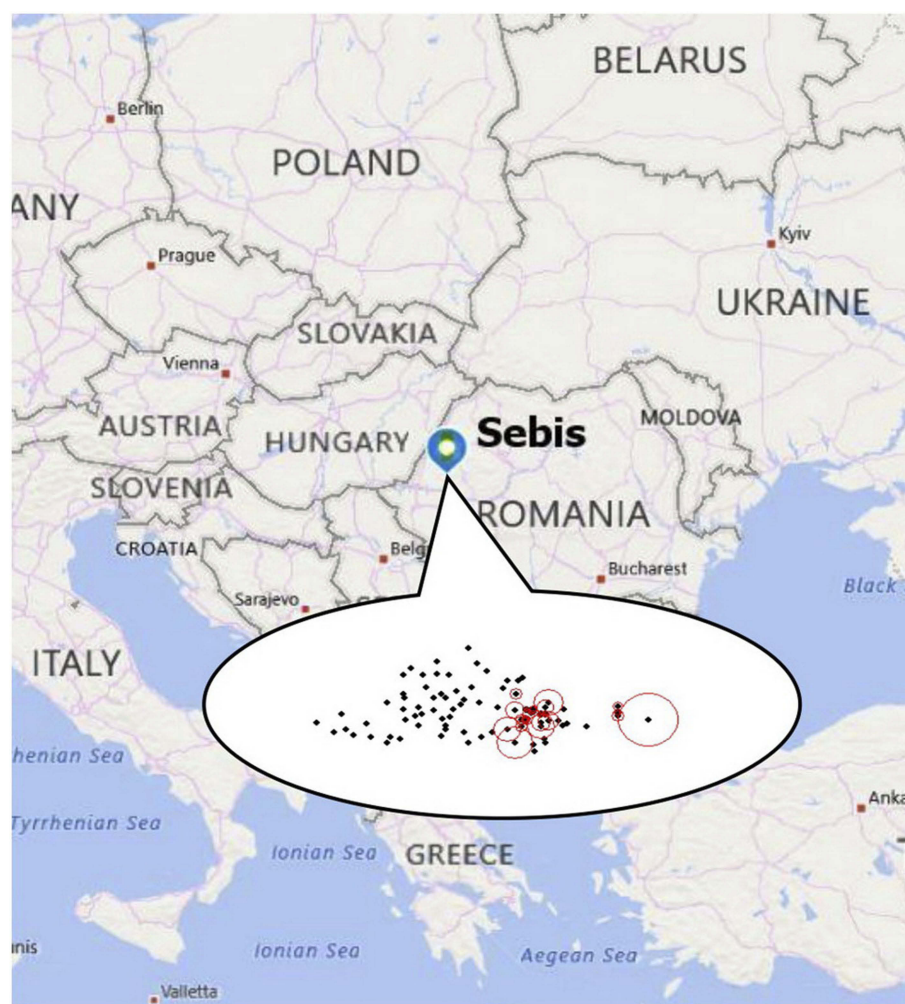 BELARUS
Berlin
POLAND
ANY
Kyiv
Prague
UKRAINE
SLOVAKIA
Vienna
MOLDOVA
AUSTRIA
HUNGARY
Sebis
SLOVENIA
ROMANIA
CROATIA
Belg
Bucharest
Black
Sarajevo
ITALY
henian Sea
Anka
Tyrrhenian Sea
Ionian Sea
GREECE
nis
Ionian Sea
Aegean Sea
Valletta